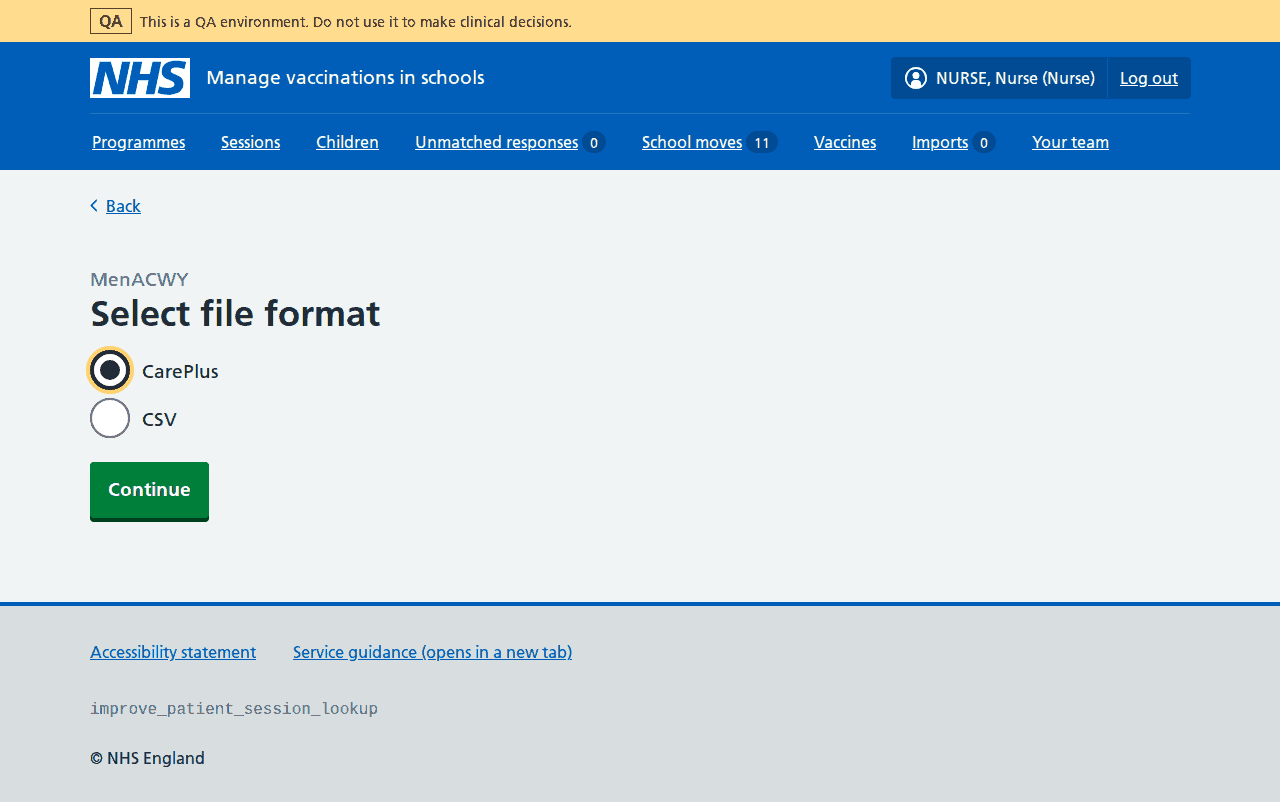 QA This is a QA environment. Do not use it to make clinical decisions.
NHS Manage vaccinations in schools NURSE, Nurse (Nurse) Log out
Programmes Sessions Children Unmatched responses 0 School moves 11 Vaccines Imports 0 Your team
Back
MenACWY
Select file format
CarePlus
CSV
Continue
Accessibility statement Service guidance (opens in a new tab)
improve_patient_session_lookup
© NHS England